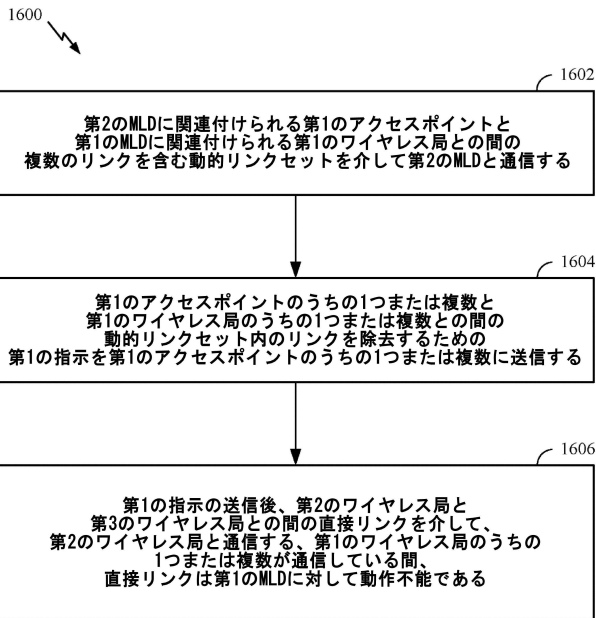 1600
1602
第2のMLDに関連付けられる第1のアクセスポイントと
第1のMLDに関連付けられる第1のワイヤレス局との間の
複数のリンクを含む動的リンクセットを介して第2のMLDと通信する
1604
第1のアクセスポイントのうちの1つまたは複数と
第1のワイヤレス局のうちの1つまたは複数との間の
動的リンクセット内のリンクを除去するための
第1の指示を第1のアクセスポイントのうちの1つまたは複数に送信する
1606
第1の指示の送信後、第2のワイヤレス局と
第3のワイヤレス局との間の直接リンクを介して、
第2のワイヤレス局と通信する、第1のワイヤレス局のうちの
1つまたは複数が通信している間、
直接リンクは第1のMLDに対して動作不能である